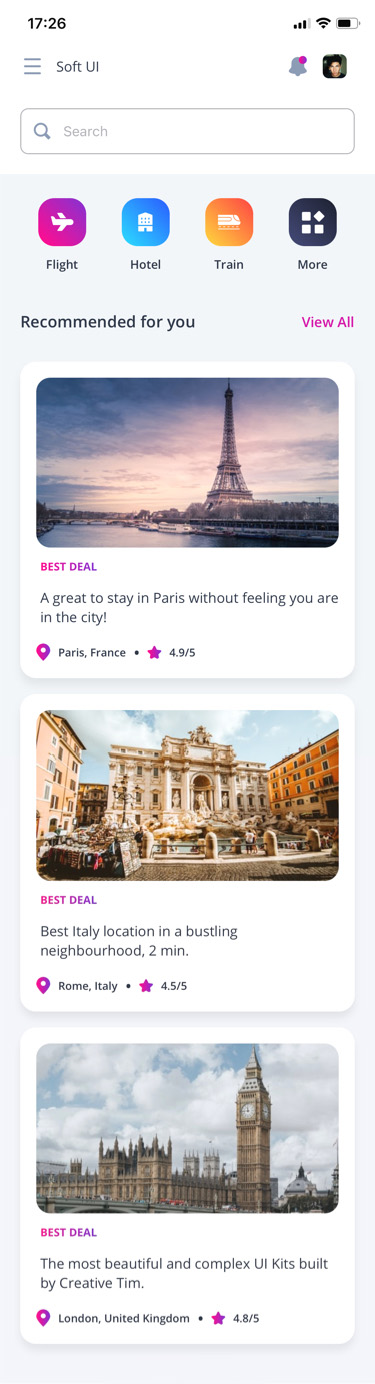 17:26
Soft UI
Search
Flight Hotel Train More
Recommended for you View All
BEST DEAL
A great to stay in Paris without feeling you are
in the city!
Paris, France • 4.9/5
BEST DEAL
Best Italy location in a bustling
neighbourhood, 2 min.
Rome, Italy • 4.5/5
BEST DEAL
The most beautiful and complex UI Kits built
by Creative Tim.
London, United Kingdom • 4.8/5